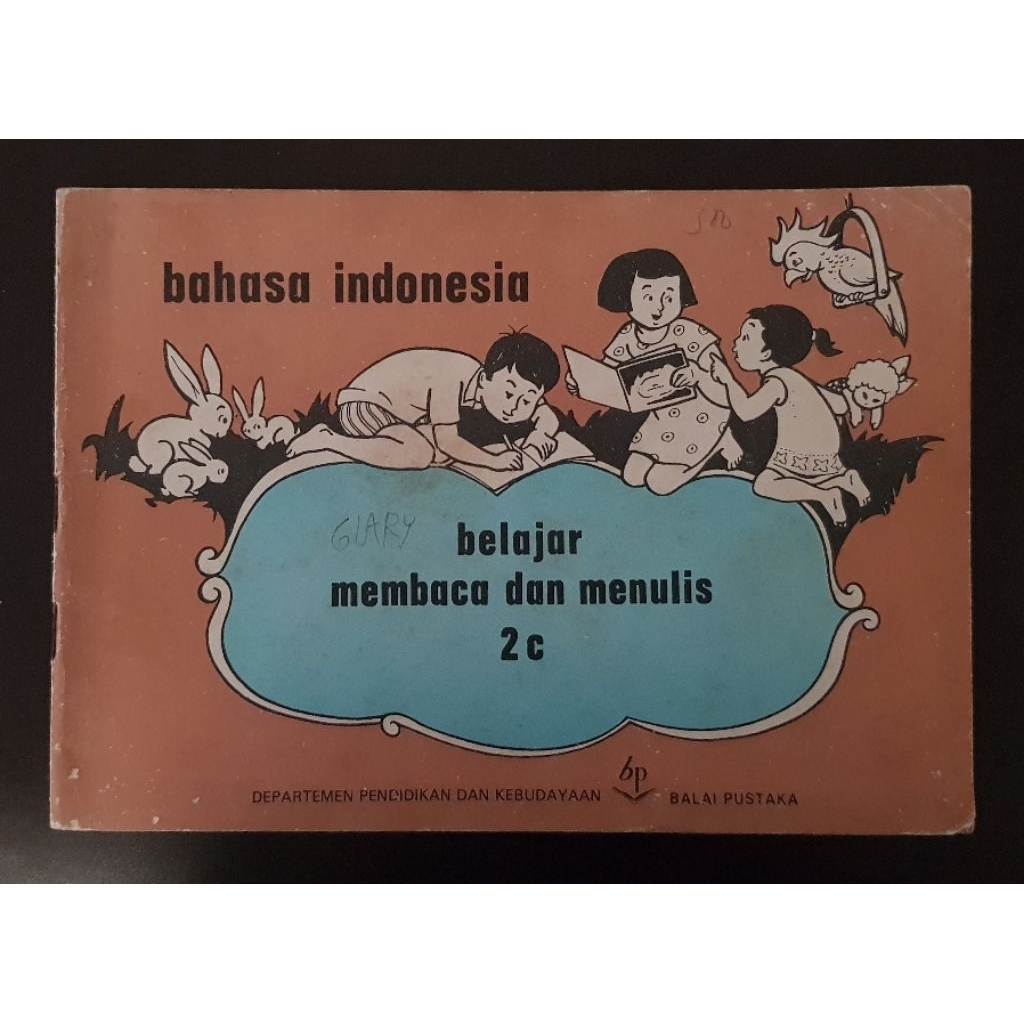 bahasa indonesia
GLARY
belajar
membaca dan menulis
2c
DEPARTEMEN PENDIDIKAN DAN KEBUDAYAAN
bp
BALAI PUSTAKA